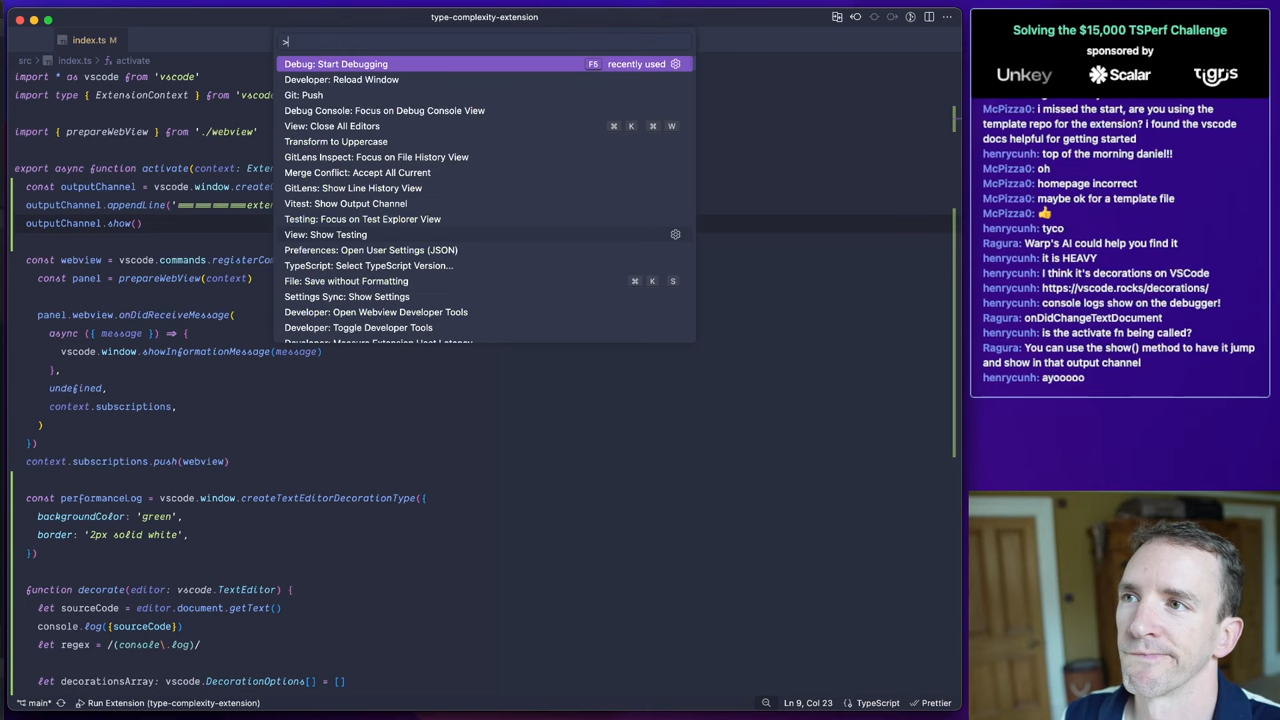 type-complexity-extension
index.ts M
src > index.ts > activate
import * as vscode from 'vscode'
import type { ExtensionContext } from 'vscode'
import { prepareWebView } from './webview'
export async function activate(context: Exten
const outputChannel = vscode.window.createO
outputChannel.appendLine('
outputChannel.show()
const webview = vscode.commands.registerCom
const panel = prepareWebView(context)
panel.webview.onDidReceiveMessage(
async ({ message }) => {
vscode.window.showInformationMessage(message)
},
undefined,
context.subscriptions,
)
})
context.subscriptions.push(webview)
const performanceLog = vscode.window.createTextEditorDecorationType({
backgroundColor: 'green',
border: '2px solid white',
})
function decorate(editor: vscode.TextEditor) {
let sourceCode = editor.document.getText()
console.log({sourceCode})
let regex = /(console\.log)/
let decorationsArray: vscode.DecorationOptions[] = []
>
Debug: Start Debugging F5 recently used
Developer: Reload Window
Git: Push
Debug Console: Focus on Debug Console View
View: Close All Editors ⌘ K ⌘ W
Transform to Uppercase
GitLens Inspect: Focus on File History View
Merge Conflict: Accept All Current
GitLens: Show Line History View
Vitest: Show Output Channel
Testing: Focus on Test Explorer View
View: Show Testing
Preferences: Open User Settings (JSON)
TypeScript: Select TypeScript Version...
File: Save without Formatting ⌘ K S
Settings Sync: Show Settings
Developer: Open Webview Developer Tools
Developer: Toggle Developer Tools
Developer: Measure Extension Host Latency
main* Run Extension (type-complexity-extension) Ln 9, Col 23 TypeScript Prettier
Solving the $15,000 TSPerf Challenge
sponsored by
Unkey Scalar tigris
McPizza0: i missed the start, are you using the
template repo for the extension? i found the vscode
docs helpful for getting started
henrycunh: top of the morning daniel!!
McPizza0: oh
McPizza0: homepage incorrect
McPizza0: maybe ok for a template file
McPizza0: 👍
henrycunh: tyco
Ragura: Warp's AI could help you find it
henrycunh: it is HEAVY
henrycunh: I think it's decorations on VSCode
henrycunh: https://vscode.rocks/decorations/
henrycunh: console logs show on the debugger!
Ragura: onDidChangeTextDocument
henrycunh: is the activate fn being called?
Ragura: You can use the show() method to have it jump
and show in that output channel
henrycunh: ayooooo